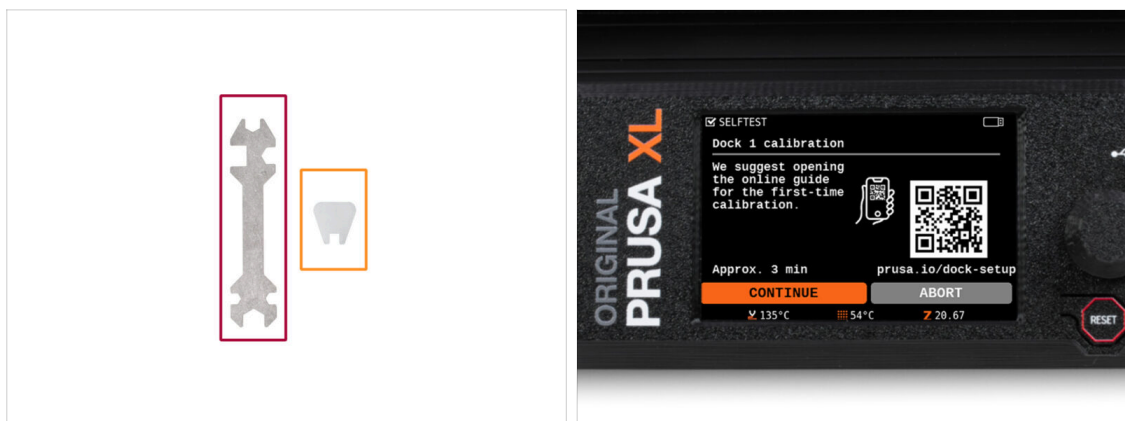 ORIGINAL
PRUSA XL
SELFTEST
Dock 1 calibration
We suggest opening
the online guide
for the first-time
calibration.
Approx. 3 min
prusa.io/dock-setup
CONTINUE
ABORT
135°C
54°C
Z 20.67
RESET